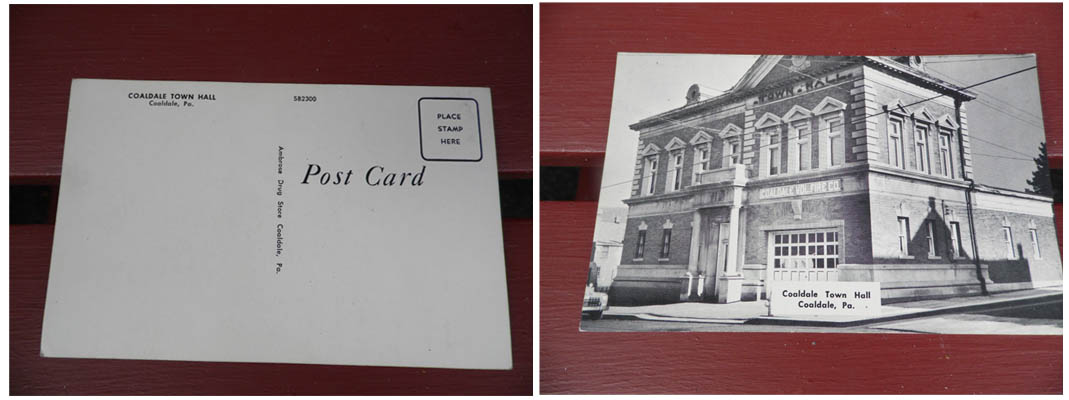 COALDALE TOWN HALL
Coaldale, Pa.
S82300
PLACE
STAMP
HERE
Post Card
Ambrose Drug Store Coaldale, Pa.
TOWN HALL
COALDALE VOL. FIRE CO.
Coaldale Town Hall
Coaldale, Pa.